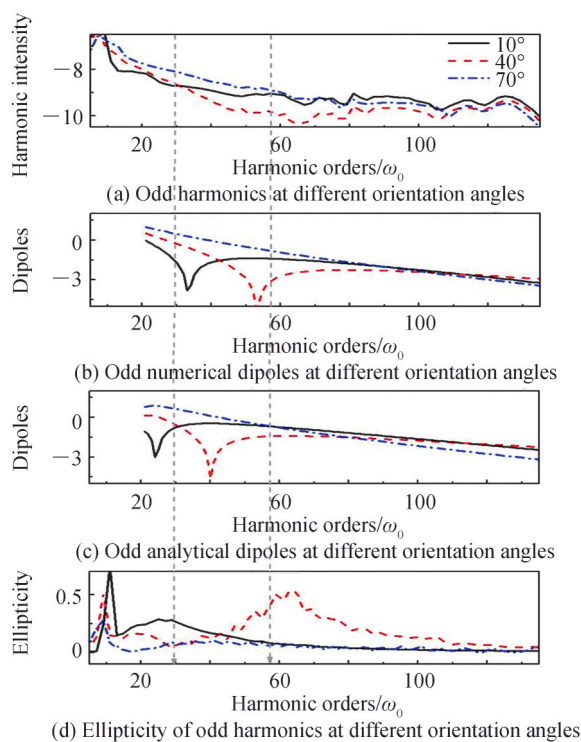 Harmonic intensity
−8
−10
10°
40°
70°
20 60 100
Harmonic orders/ω0
(a) Odd harmonics at different orientation angles
Dipoles
0
−3
20 60 100
Harmonic orders/ω0
(b) Odd numerical dipoles at different orientation angles
Dipoles
0
−3
20 60 100
Harmonic orders/ω0
(c) Odd analytical dipoles at different orientation angles
Ellipticity
0.5
0
20 60 100
Harmonic orders/ω0
(d) Ellipticity of odd harmonics at different orientation angles